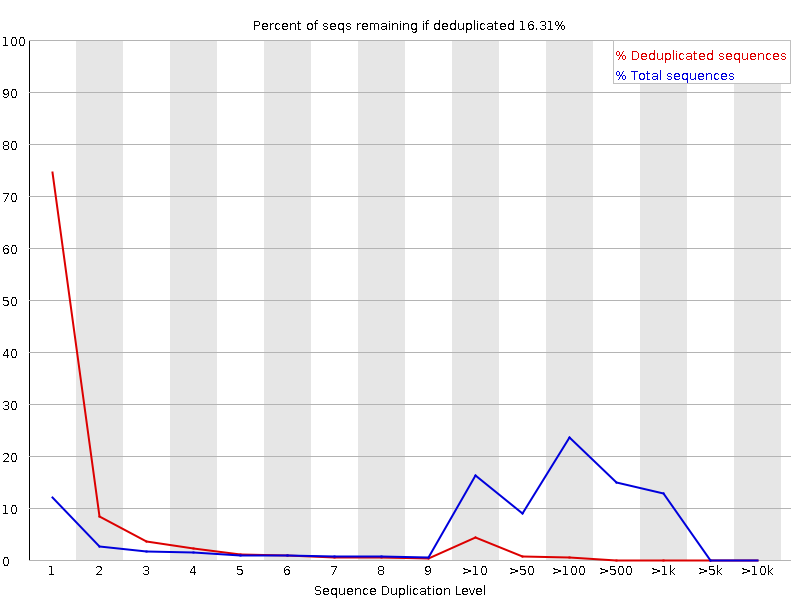 Percent of seqs remaining if deduplicated 16.31%
% Deduplicated sequences
% Total sequences
100
90
80
70
60
50
40
30
20
10
0
1 2 3 4 5 6 7 8 9 >10 >50 >100 >500 >1k >5k >10k
Sequence Duplication Level